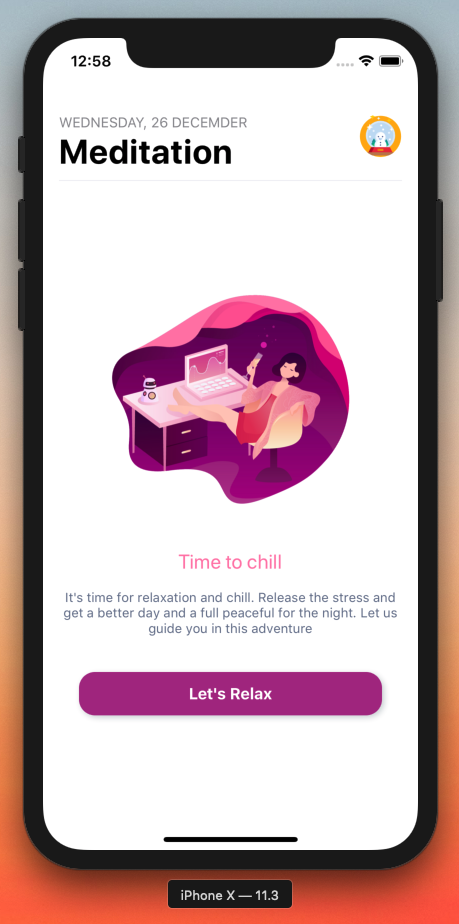 12:58
WEDNESDAY, 26 DECEMDER
Meditation
Time to chill
It's time for relaxation and chill. Release the stress and
get a better day and a full peaceful for the night. Let us
guide you in this adventure
Let's Relax
iPhone X — 11.3